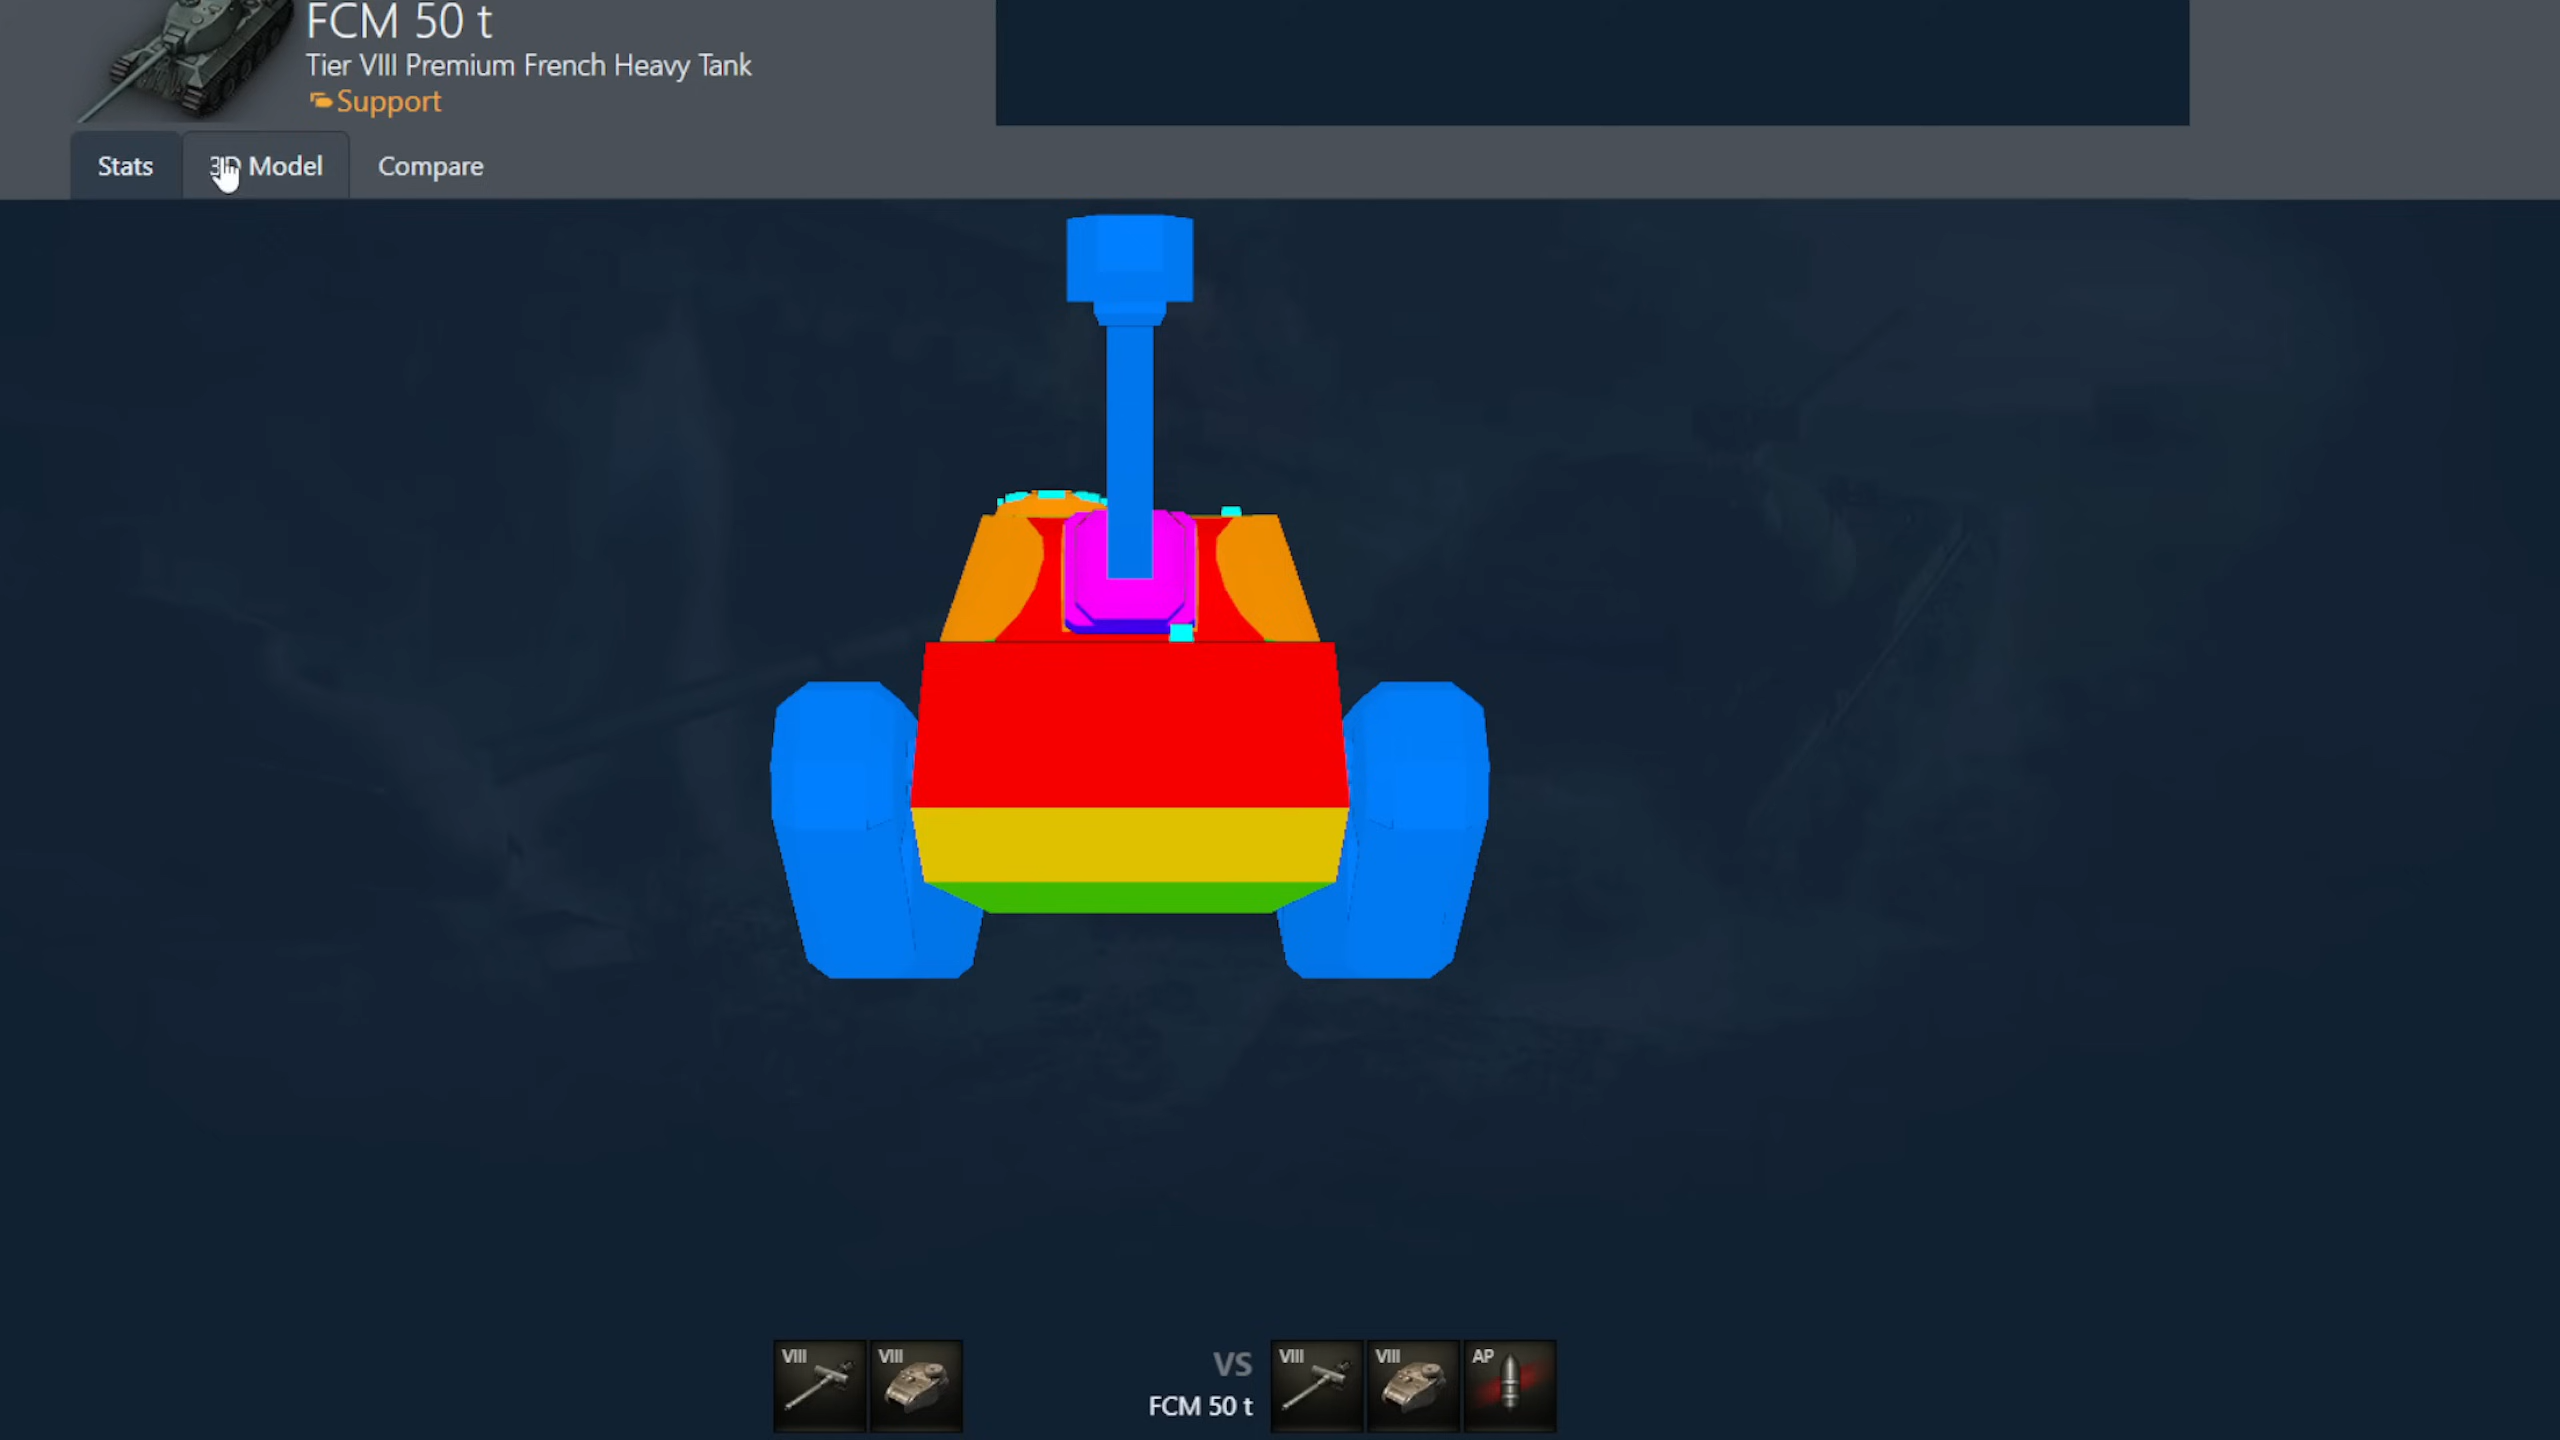 FCM 50 t
Tier VIII Premium French Heavy Tank
Support
Stats 3D Model Compare
VIII VIII VS VIII VIII AP
FCM 50 t